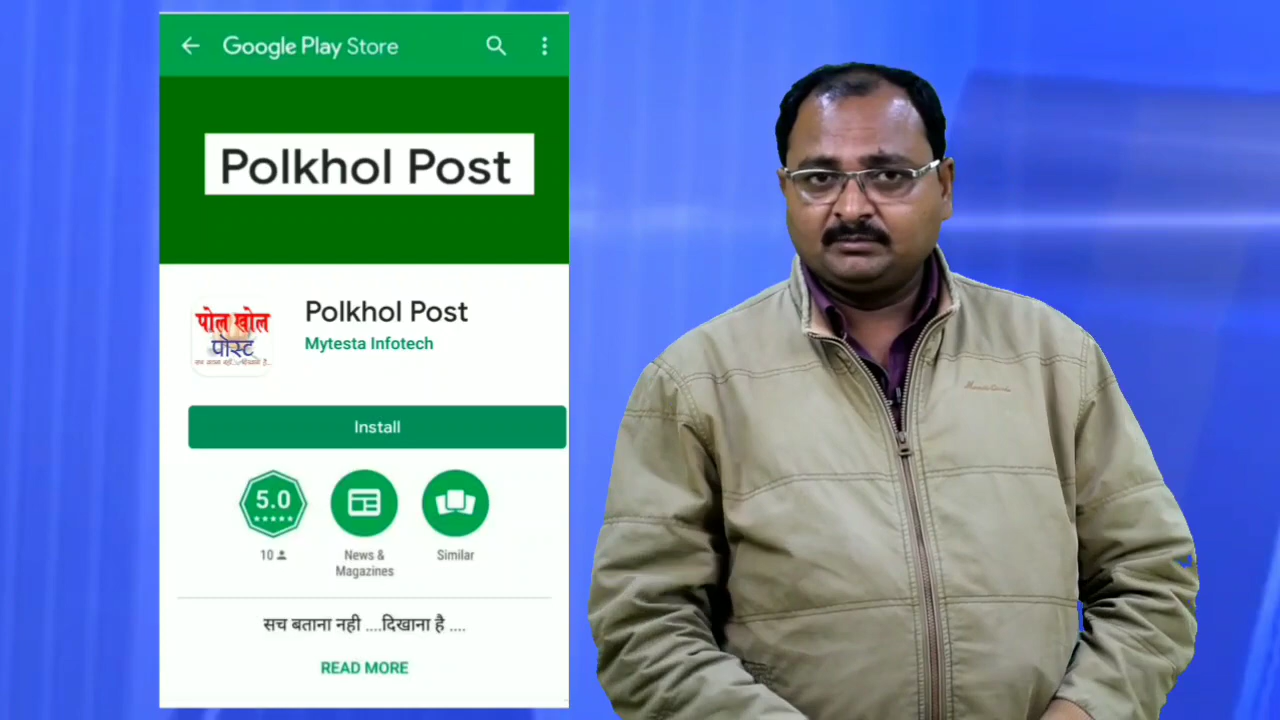 Google Play Store
Polkhol Post
Polkhol Post
Mytesta Infotech
पोल खोल
पोस्ट
Install
5.0
10
News &
Magazines
Similar
सच बताना नही ....दिखाना है ....
READ MORE